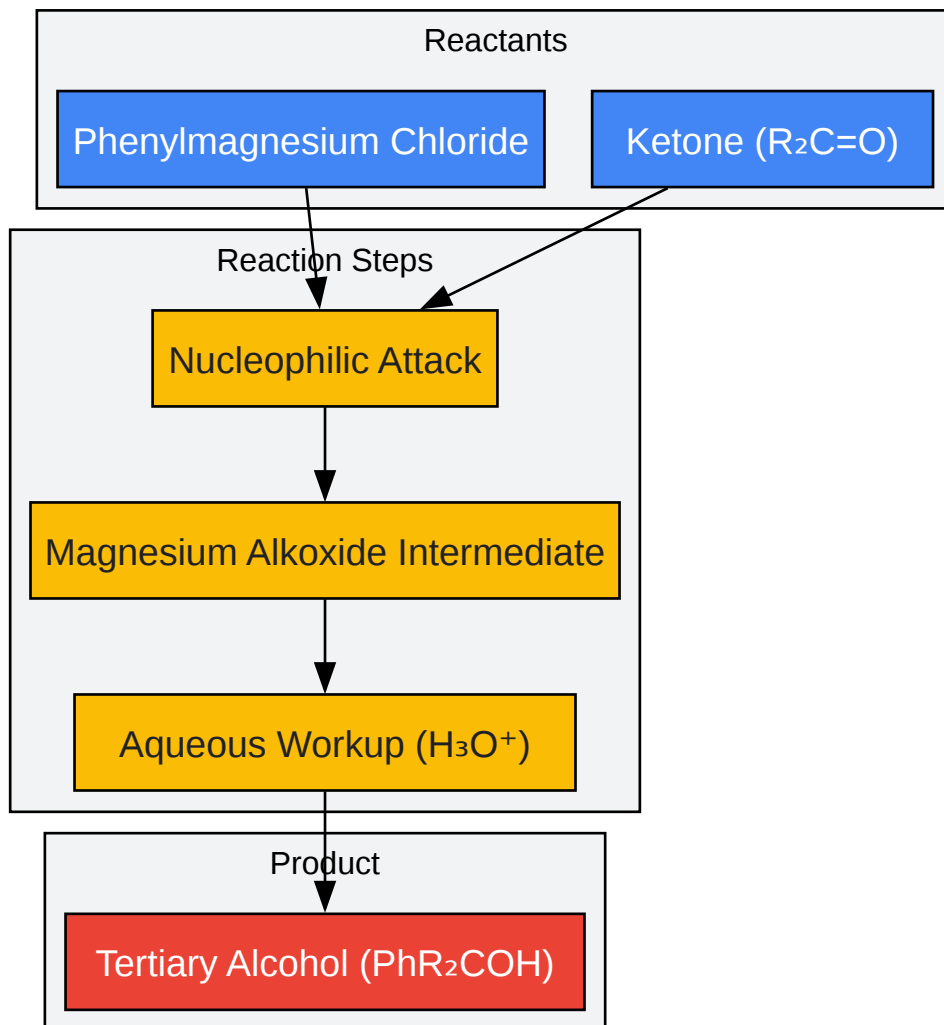 Reactants
Phenylmagnesium Chloride
Ketone (R₂C=O)
Reaction Steps
Nucleophilic Attack
Magnesium Alkoxide Intermediate
Aqueous Workup (H₃O⁺)
Product
Tertiary Alcohol (PhR₂COH)